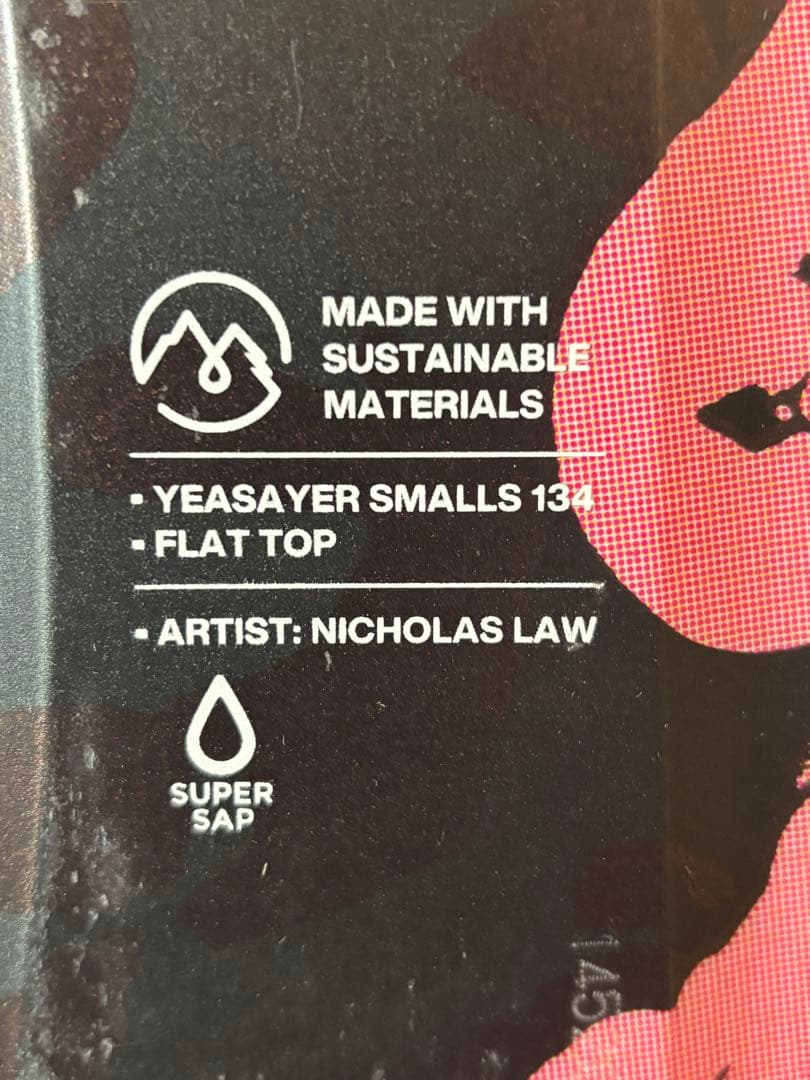 MADE WITH
SUSTAINABLE
MATERIALS
▪ YEASAYER SMALLS 134
▪ FLAT TOP
▪ ARTIST: NICHOLAS LAW
SUPER
SAP